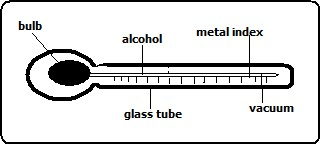 bulb
alcohol
metal index
glass tube
vacuum